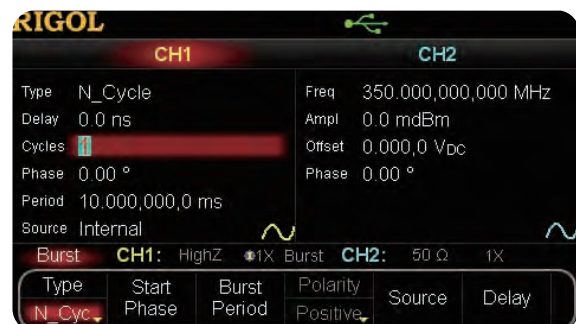 RIGOL
CH1 CH2
Type N_Cycle
Delay 0.0 ns
Cycles 1
Phase 0.00 °
Period 10.000,000,0 ms
Source Internal
Freq 350.000,000,000 MHz
Ampl 0.0 mdBm
Offset 0.000,0 VDC
Phase 0.00 °
Burst CH1: HighZ 1X Burst CH2: 50 Ω 1X
Type N_Cyc
Start Phase
Burst Period
Polarity Positive
Source
Delay